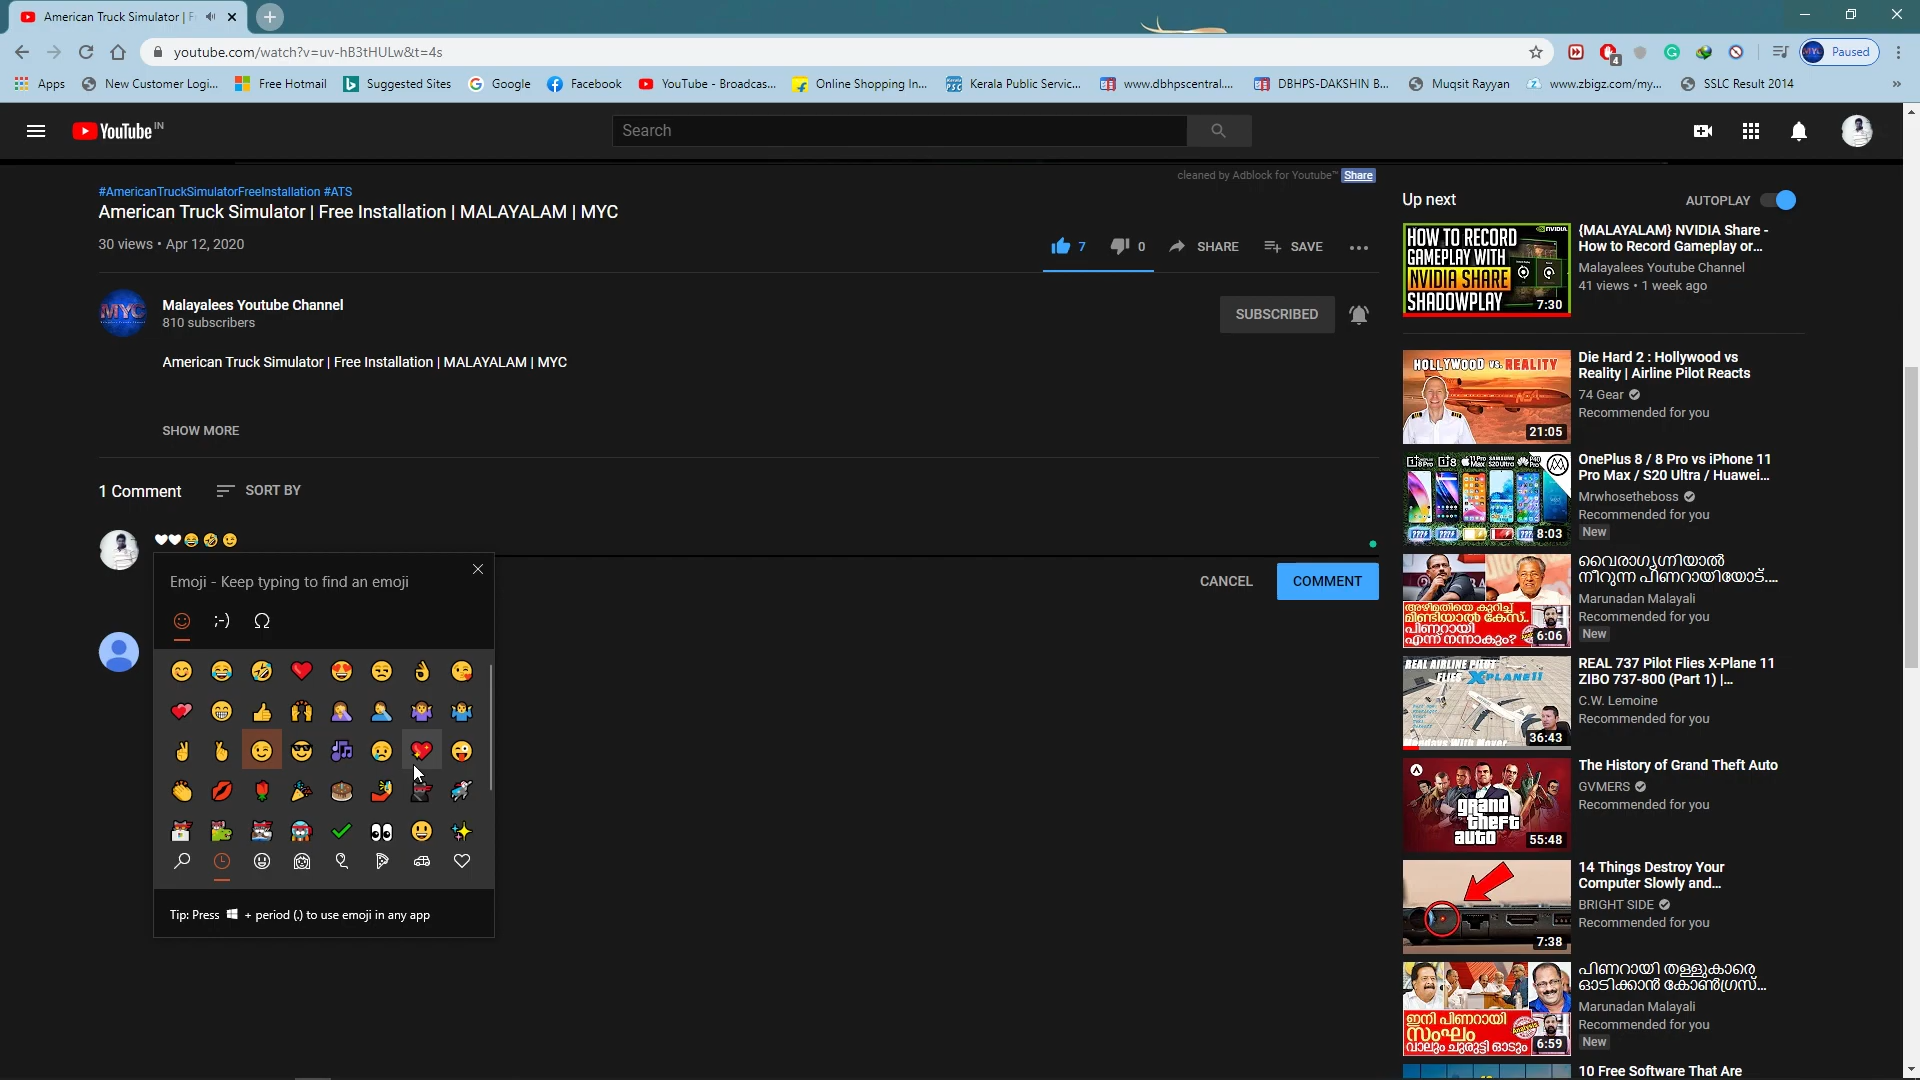 American Truck Simulator | F
youtube.com/watch?v=uv-hB3tHULw&t=4s
4
MYC
Paused
Apps
New Customer Logi...
Free Hotmail
Suggested Sites
Google
Facebook
YouTube - Broadcas...
Online Shopping In...
Kerala Public Servic...
www.dbhpscentral....
DBHPS-DAKSHIN B...
Muqsit Rayyan
www.zbigz.com/my...
SSLC Result 2014
YouTube IN
Search
cleaned by Adblock for Youtube™ Share
#AmericanTruckSimulatorFreeInstallation #ATS
American Truck Simulator | Free Installation | MALAYALAM | MYC
30 views • Apr 12, 2020
7
0
SHARE
SAVE
MYC
Malayalees Youtube Channel
810 subscribers
SUBSCRIBED
American Truck Simulator | Free Installation | MALAYALAM | MYC
SHOW MORE
1 Comment
SORT BY
CANCEL
COMMENT
Emoji - Keep typing to find an emoji
;-)
Ω
Tip: Press + period (.) to use emoji in any app
Up next
AUTOPLAY
HOW TO RECORD
GAMEPLAY WITH
NVIDIA SHARE
SHADOWPLAY
NVIDIA
7:30
{MALAYALAM} NVIDIA Share -
How to Record Gameplay or...
Malayalees Youtube Channel
41 views • 1 week ago
HOLLYWOOD vs. REALITY
21:05
Die Hard 2 : Hollywood vs
Reality | Airline Pilot Reacts
74 Gear
Recommended for you
8:03
OnePlus 8 / 8 Pro vs iPhone 11
Pro Max / S20 Ultra / Huawei...
Mrwhosetheboss
Recommended for you
New
അഴിമതിയെ കുറിച്ച്
മിണ്ടിയാൽ കേസ്..
പിണറായി
എന്ന് നന്നാകും?
6:06
വൈരാഗ്യഗ്നിയാൽ
നീറുന്ന പിണറായിയോട്....
Marunadan Malayali
Recommended for you
New
REAL AIRLINE PILOT
FLIES X-PLANE11
36:43
REAL 737 Pilot Flies X-Plane 11
ZIBO 737-800 (Part 1) |...
C.W. Lemoine
Recommended for you
grand
theft
auto
55:48
The History of Grand Theft Auto
GVMERS
Recommended for you
7:38
14 Things Destroy Your
Computer Slowly and...
BRIGHT SIDE
Recommended for you
ഇനി പിണറായി
സംഘം
വാലും ചുരുട്ടി ഓടും
6:59
പിണറായി തള്ളുകാരെ
ഓടിക്കാൻ കോൺഗ്രസ്...
Marunadan Malayali
Recommended for you
New
10 Free Software That Are